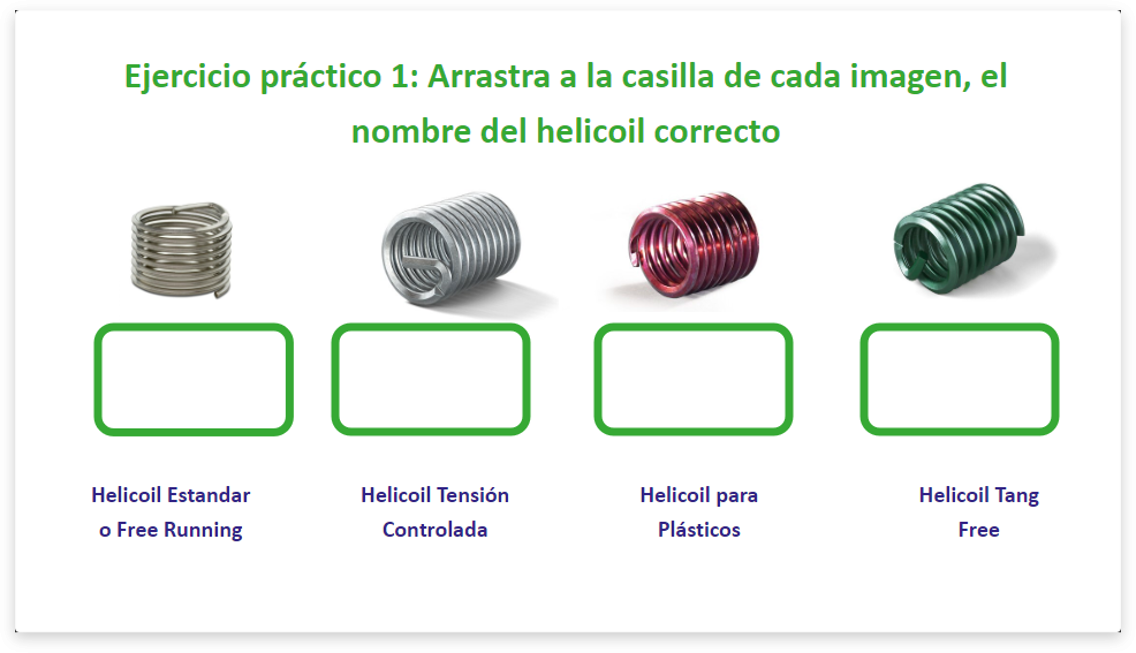 Ejercicio práctico 1: Arrastra a la casilla de cada imagen, el
nombre del helicoil correcto
Helicoil Estandar
o Free Running
Helicoil Tensión
Controlada
Helicoil para
Plásticos
Helicoil Tang
Free